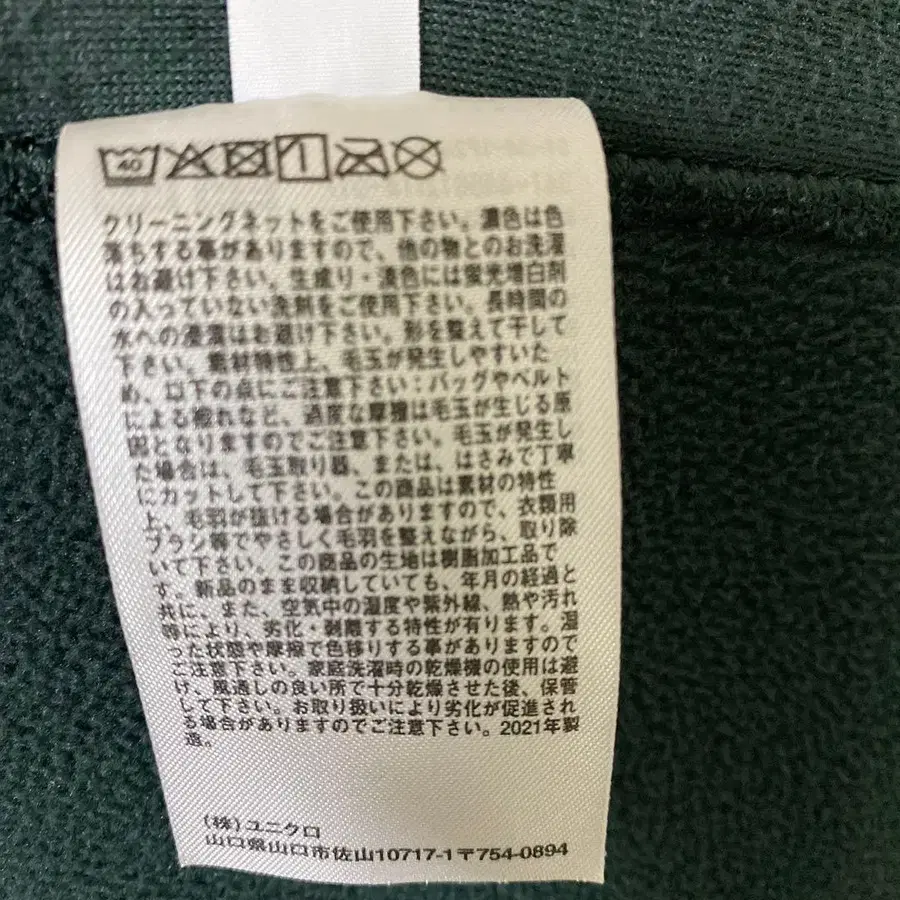 40
クリーニングネットをご使用下さい。濃色は色
落ちする事がありますので、他の物とのお洗濯
はお避け下さい。生成り・淡色には蛍光増白剤
の入っていない洗剤をご使用下さい。長時間の
水への浸漬はお避け下さい。形を整えて干して
下さい。素材特性上、毛玉が発生しやすいた
め、以下の点にご注意下さい:バッグやベルト
による擦れなど、過度な摩擦は毛玉が生じる原
因となりますのでご注意下さい。毛玉が発生し
た場合は、毛玉取り器、または、はさみで丁寧
にカットして下さい。この商品は素材の特性
上、毛羽が抜ける場合がありますので、衣類用
ブラシ等でやさしく毛羽を整えながら、取り除
いて下さい。この商品の生地は樹脂加工品で
す。新品のまま収納していても、年月の経過と
共に、また、空気中の湿度や紫外線、熱や汚れ
等により、劣化・剥離する特性が有ります。湿
った状態や摩擦で色移りする事がありますので
ご注意下さい。家庭洗濯時の乾燥機の使用は避
け、風通しの良い所で十分乾燥させた後、保管
して下さい。お取り扱いにより劣化が促進され
る場合がありますのでご注意下さい。2021年製
造。
(株)ユニクロ
山口県山口市佐山10717-1〒754-0894